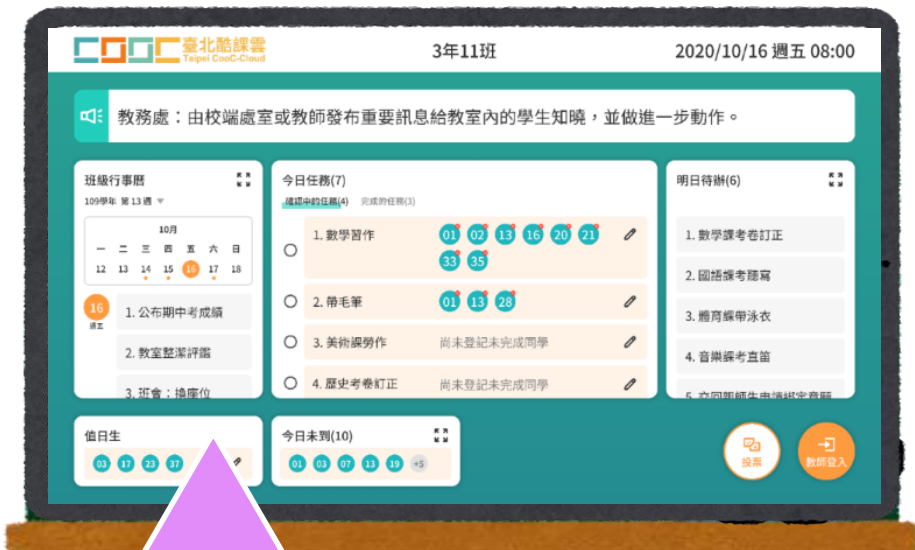 COOC 臺北酷課雲
Taipei CooC-Cloud
3年11班
2020/10/16 週五 08:00
教務處：由校端處室或教師發布重要訊息給教室內的學生知曉，並做進一步動作。
班級行事曆
109學年 第 13 週
10月
一 二 三 四 五 六 日
12 13 14 15 16 17 18
16
週五
1. 公布期中考成績
2. 教室整潔評鑑
3. 班會：換座位
今日任務(7)
確認中的任務(4) 完成的任務(3)
1. 數學習作
01 02 13 16 20 21
33 35
2. 帶毛筆
01 13 28
3. 美術課勞作 尚未登記未完成同學
4. 歷史考卷訂正 尚未登記未完成同學
明日待辦(6)
1. 數學課考卷訂正
2. 國語課考聽寫
3. 體育課帶泳衣
4. 音樂課考直笛
值日生
03 17 23 37
今日未到(10)
01 03 07 13 19 +5
投票
教師登入